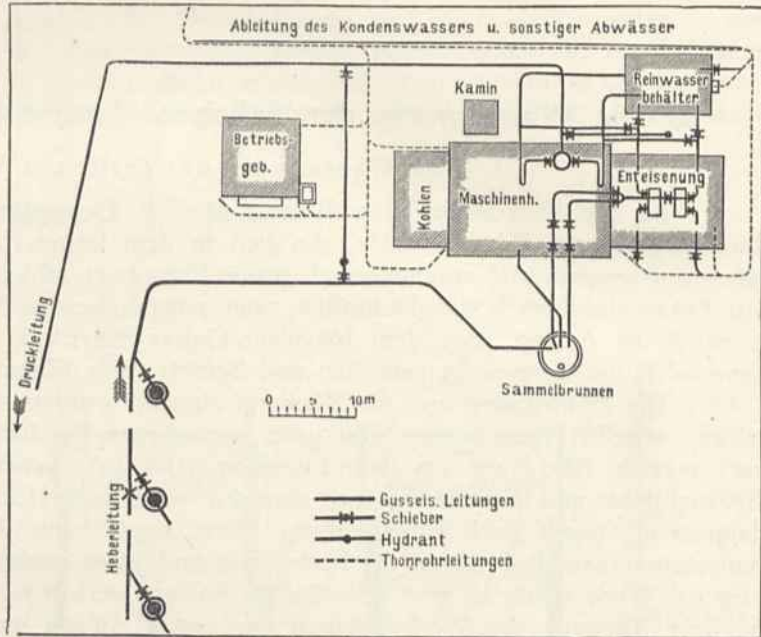 Ableitung des Kondenswassers u. sonstiger Abwässer
Kamin
Reinwasser
behälter
Betriebs-
geb.
Kohlen
Maschinenh.
Enteisenung
Druckleitung
Sammelbrunnen
0 5 10m
Heberleitung
Gusseis. Leitungen
Schieber
Hydrant
Thonrohrleitungen